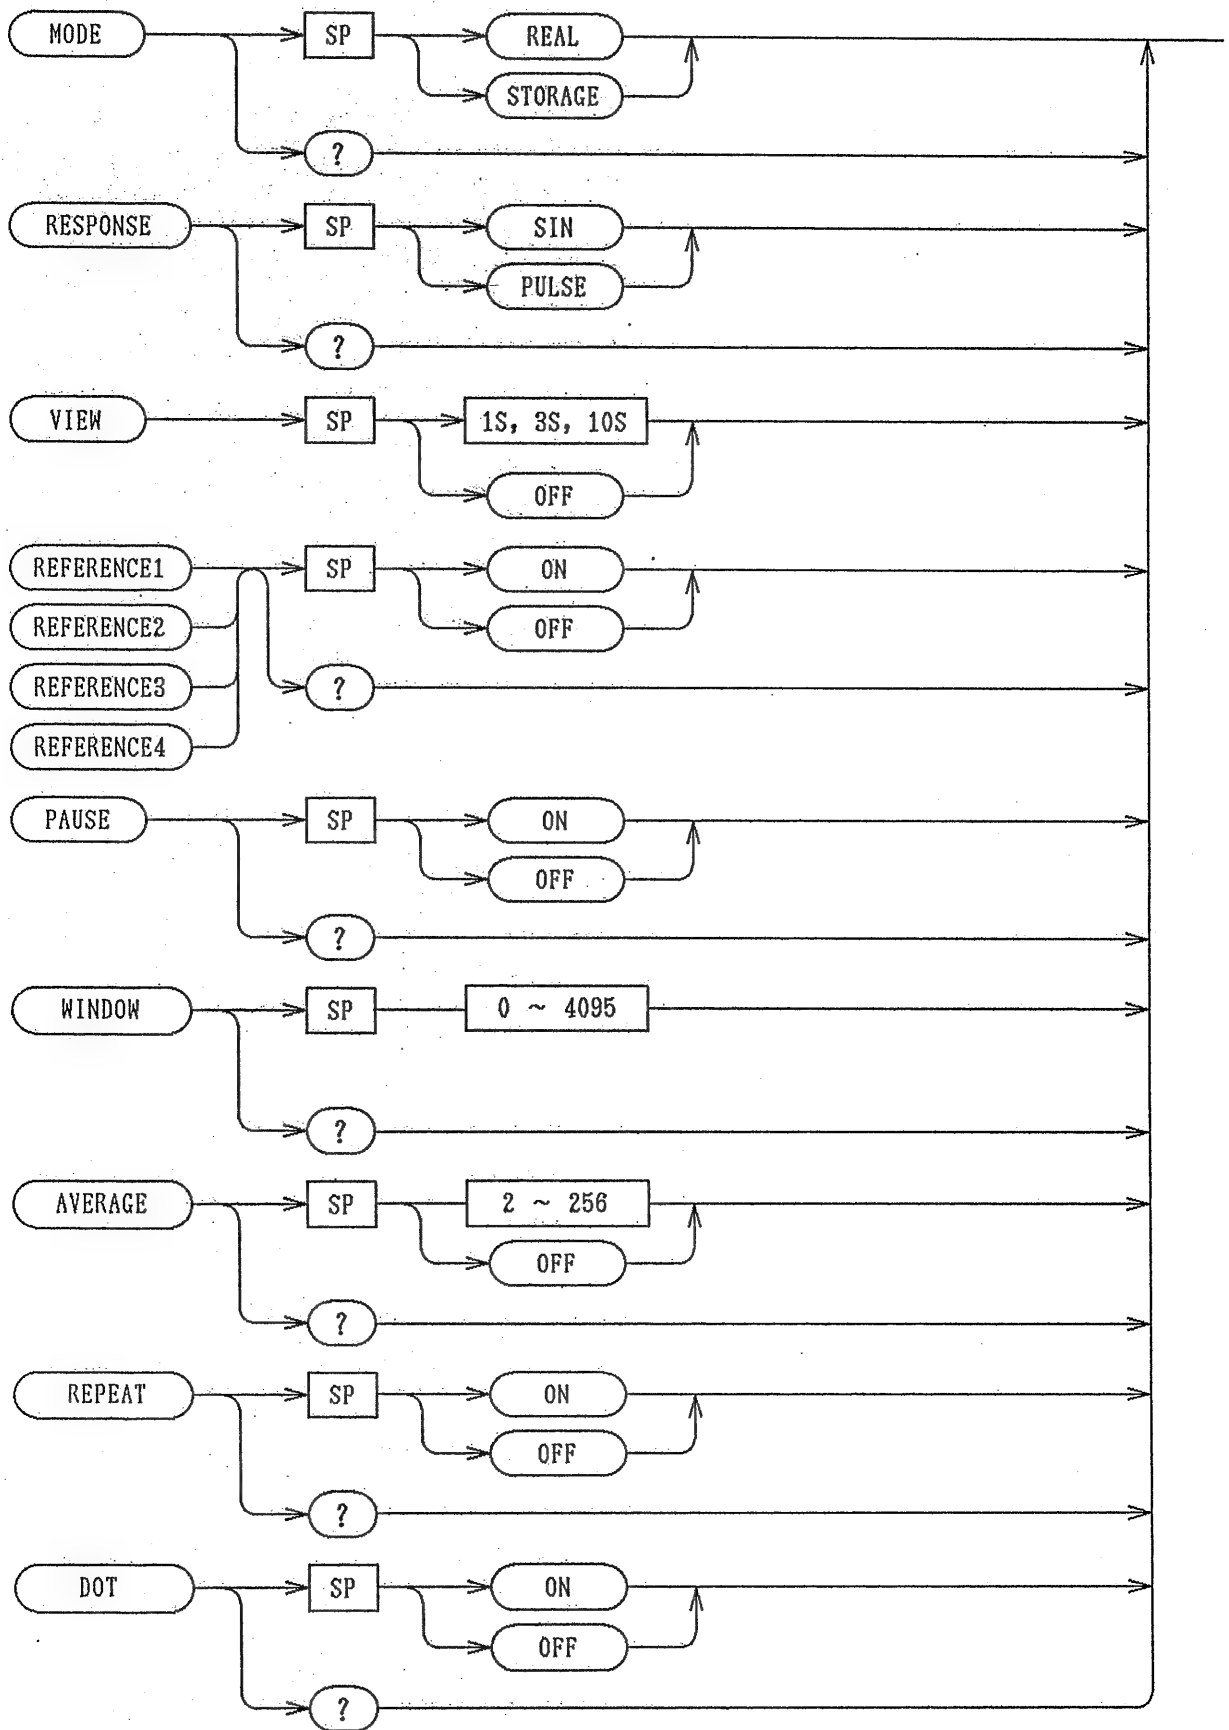 MODE SP REAL
STORAGE
?
RESPONSE SP SIN
PULSE
?
VIEW SP 1S, 3S, 10S
OFF
REFERENCE1 SP ON
REFERENCE2 OFF
REFERENCE3 ?
REFERENCE4
PAUSE SP ON
OFF
?
WINDOW SP 0 ~ 4095
?
AVERAGE SP 2 ~ 256
OFF
?
REPEAT SP ON
OFF
?
DOT SP ON
OFF
?